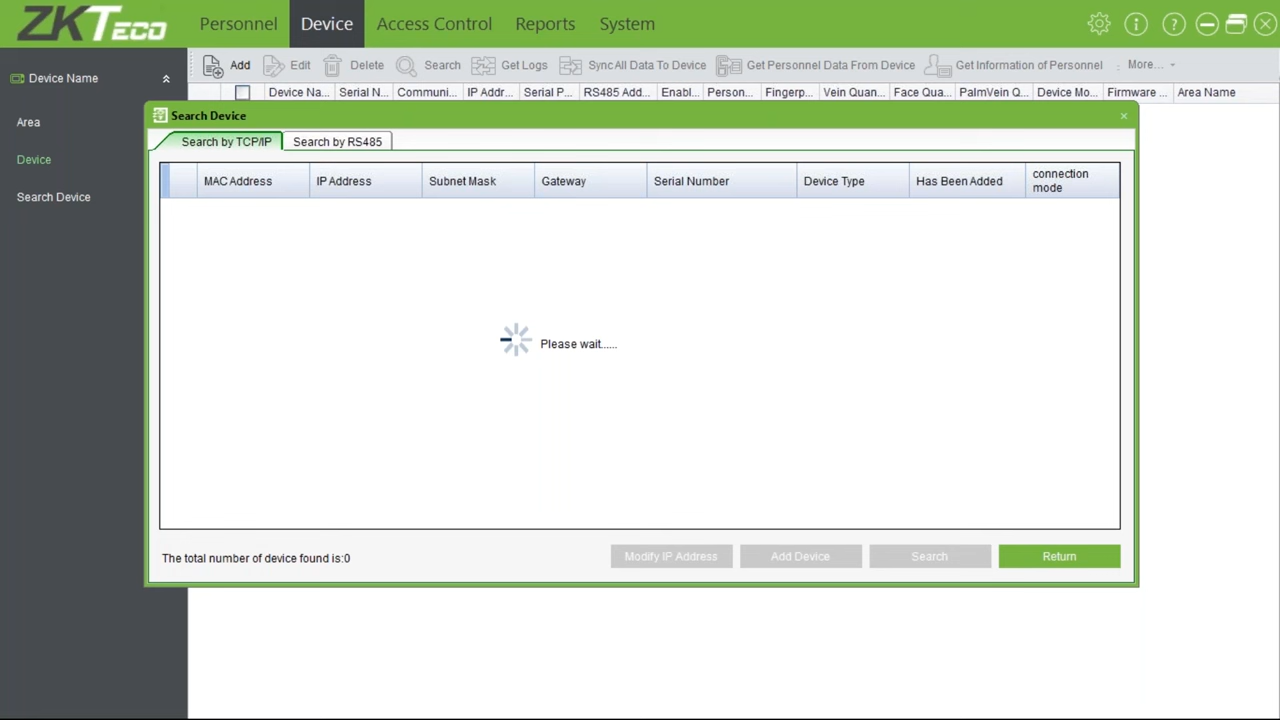 ZKTeco Personnel Device Access Control Reports System
Device Name
Add Edit Delete Search Get Logs Sync All Data To Device Get Personnel Data From Device Get Information of Personnel More...
Device Na... Serial N... Communi... IP Addr... Serial P... RS485 Add... Enabl... Person... Fingerp... Vein Quan... Face Qua... PalmVein Q... Device Mo... Firmware ... Area Name
Area
Device
Search Device
Search Device
Search by TCP/IP Search by RS485
MAC Address IP Address Subnet Mask Gateway Serial Number Device Type Has Been Added connection
mode
Please wait......
The total number of device found is:0 Modify IP Address Add Device Search Return